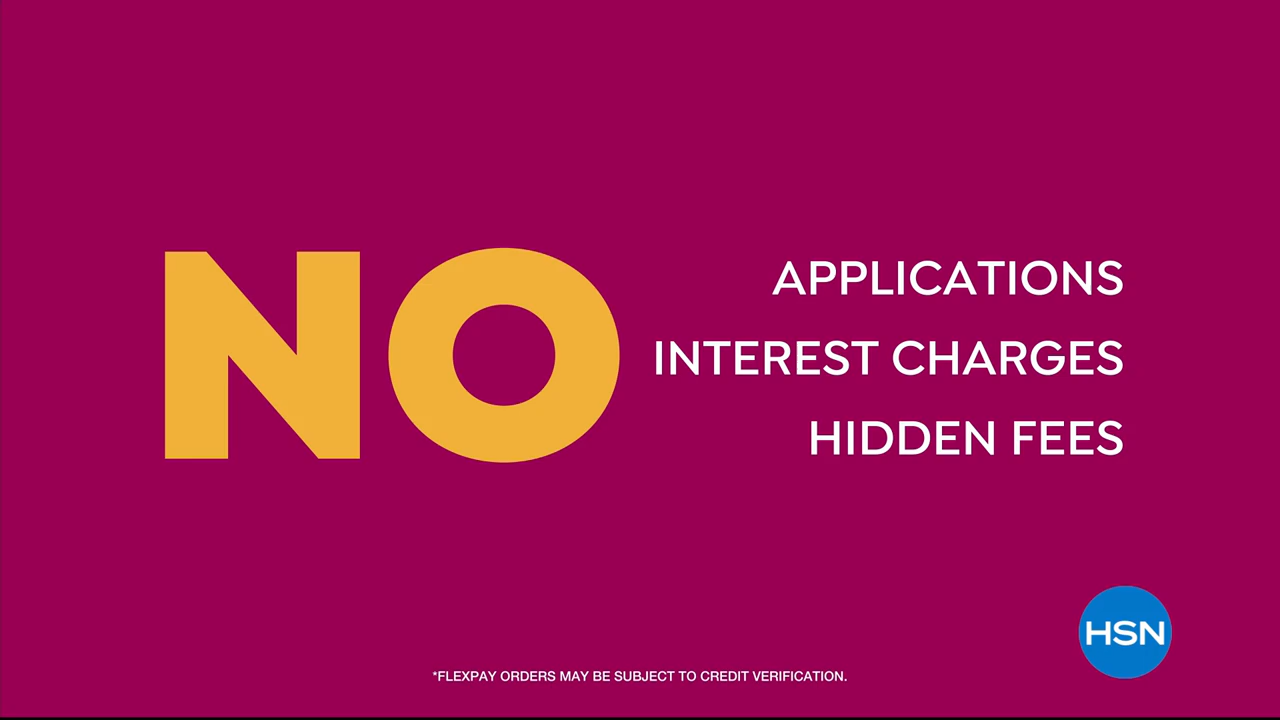 NO
APPLICATIONS
INTEREST CHARGES
HIDDEN FEES
HSN
*FLEXPAY ORDERS MAY BE SUBJECT TO CREDIT VERIFICATION.